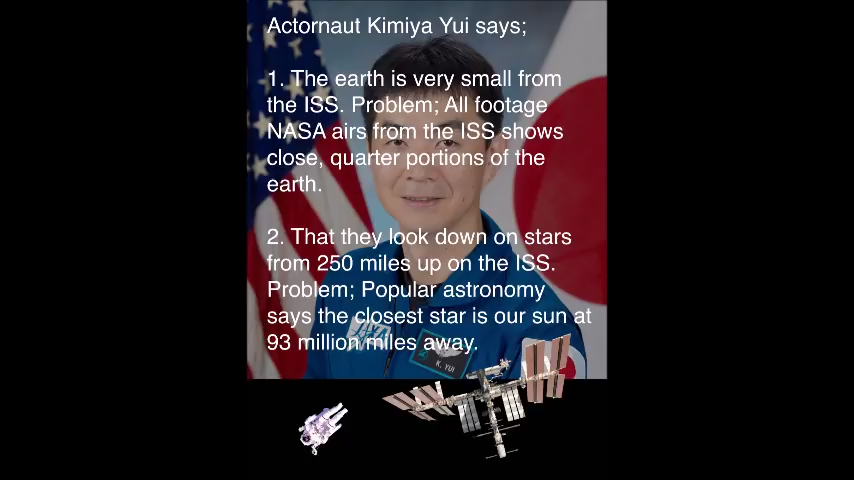 Actornaut Kimiya Yui says;
1. The earth is very small from
the ISS. Problem; All footage
NASA airs from the ISS shows
close, quarter portions of the
earth.
2. That they look down on stars
from 250 miles up on the ISS.
Problem; Popular astronomy
says the closest star is our sun at
93 million miles away.
K. YUI